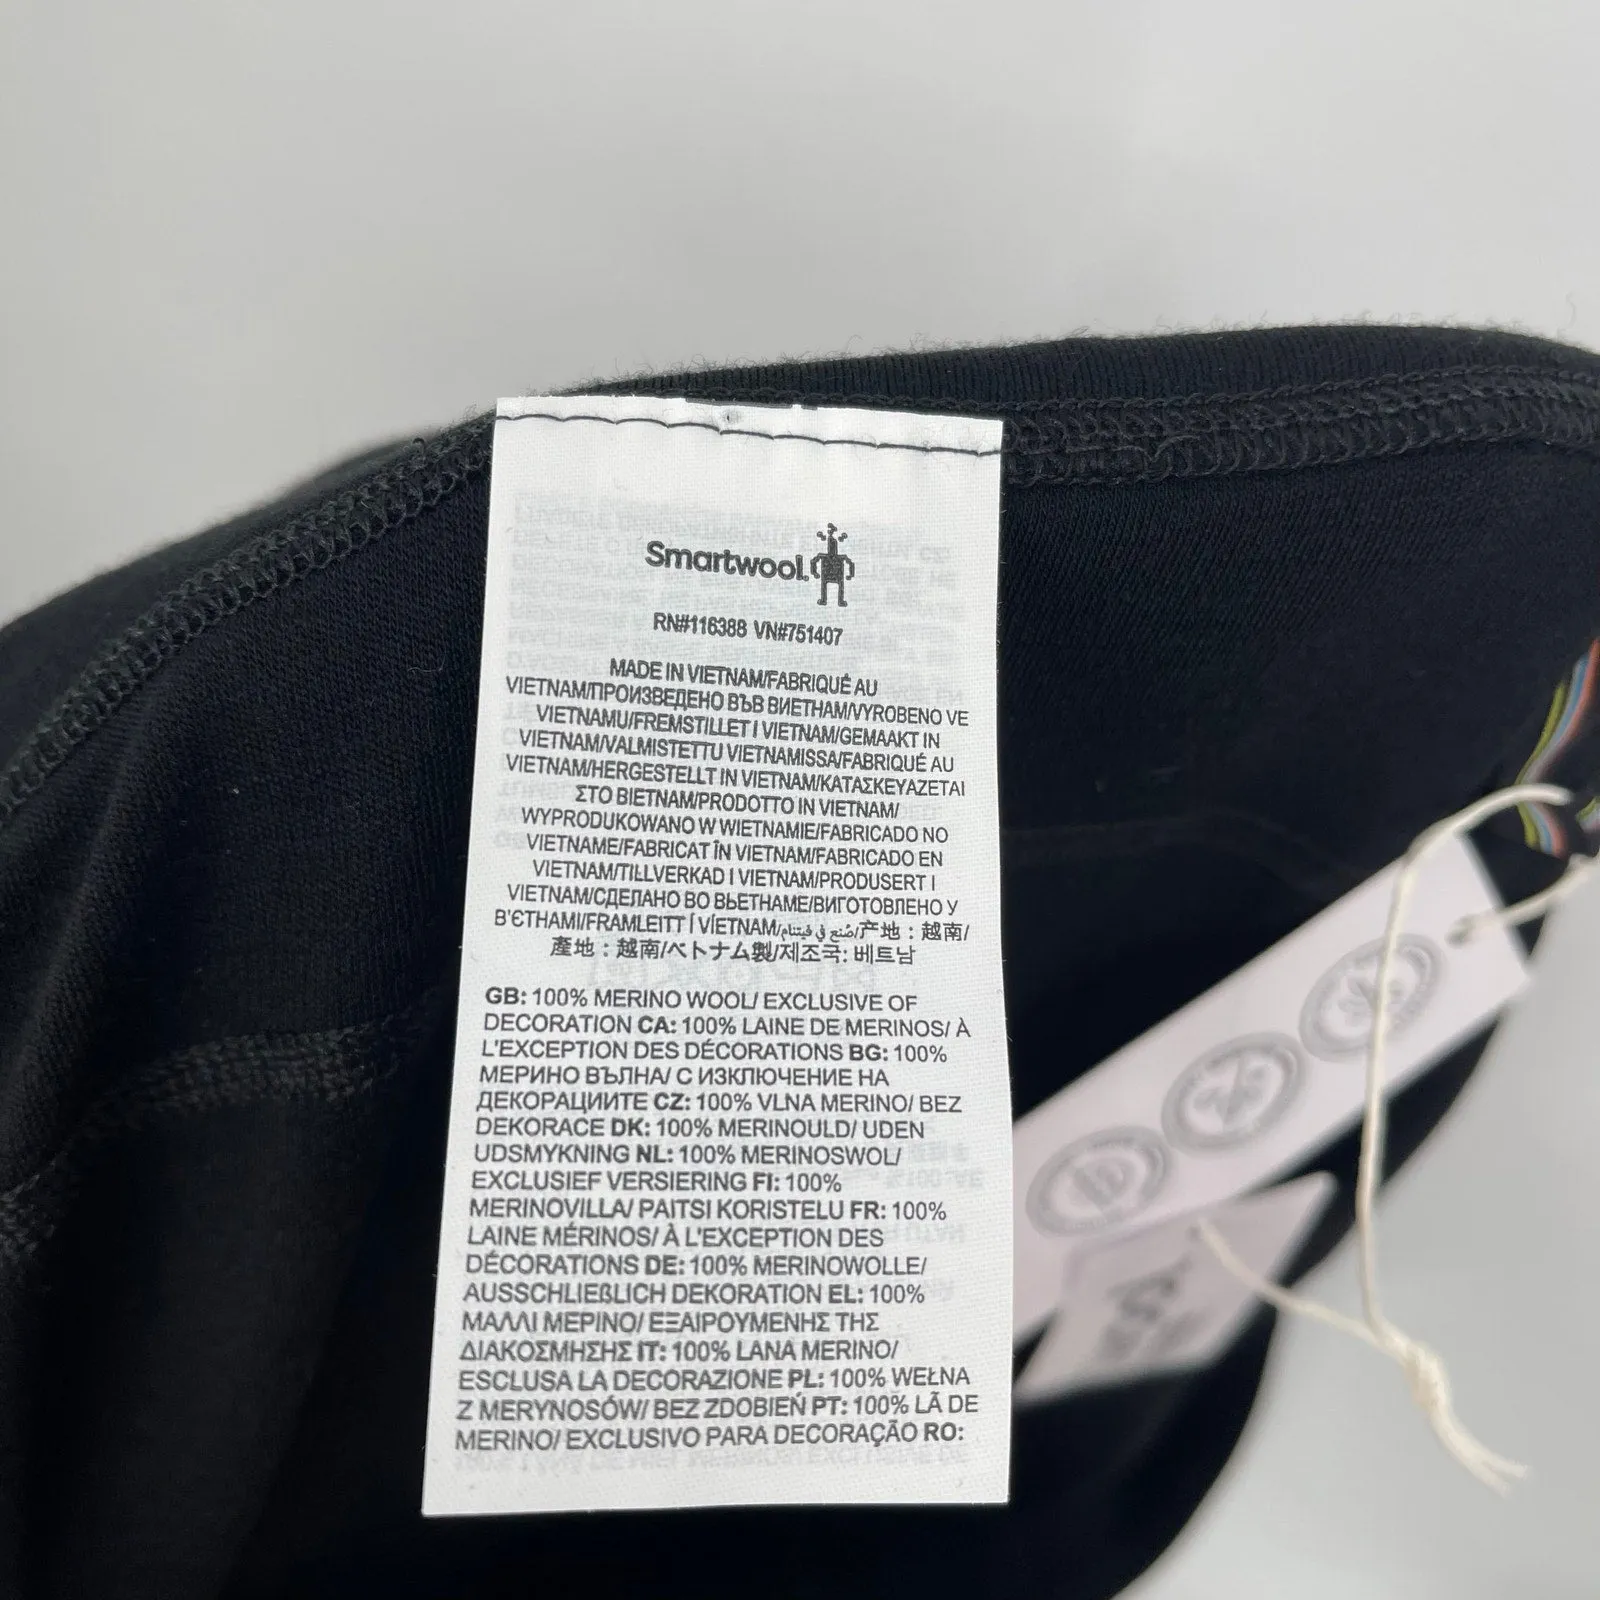 Smartwool
RN#116388 VN#751407
MADE IN VIETNAM/FABRIQUÉ AU
VIETNAM/ПРОИЗВЕДЕНО ВЪВ ВИЕТНАМ/VYROBENO VE
VIETNAMU/FREMSTILLET I VIETNAM/GEMAAKT IN
VIETNAM/VALMISTETTU VIETNAMISSA/FABRIQUÉ AU
VIETNAM/HERGESTELLT IN VIETNAM/ΚΑΤΑΣΚΕΥΑΖΕΤΑΙ
ΣΤΟ ΒΙΕΤΝΑΜ/PRODOTTO IN VIETNAM/
WYPRODUKOWANO W WIETNAMIE/FABRICADO NO
VIETNAME/FABRICAT ÎN VIETNAM/FABRICADO EN
VIETNAM/TILLVERKAD I VIETNAM/PRODUSERT I
VIETNAM/СДЕЛАНО ВО ВЬЕТНАМЕ/ВИГОТОВЛЕНО У
В'ЄТНАМІ/FRAMLEITT Í VÍETNAM/صُنع في فيتنام/产地：越南/
產地：越南/ベトナム製/제조국: 베트남
GB: 100% MERINO WOOL/ EXCLUSIVE OF
DECORATION CA: 100% LAINE DE MERINOS/ À
L'EXCEPTION DES DÉCORATIONS BG: 100%
МЕРИНО ВЪЛНА/ С ИЗКЛЮЧЕНИЕ НА
ДЕКОРАЦИИТЕ CZ: 100% VLNA MERINO/ BEZ
DEKORACE DK: 100% MERINOULD/ UDEN
UDSMYKNING NL: 100% MERINOSWOL/
EXCLUSIEF VERSIERING FI: 100%
MERINOVILLA/ PAITSI KORISTELU FR: 100%
LAINE MÉRINOS/ À L'EXCEPTION DES
DÉCORATIONS DE: 100% MERINOWOLLE/
AUSSCHLIEßLICH DEKORATION EL: 100%
ΜΑΛΛΙ ΜΕΡΙΝΟ/ ΕΞΑΙΡΟΥΜΕΝΗΣ ΤΗΣ
ΔΙΑΚΟΣΜΗΣΗΣ IT: 100% LANA MERINO/
ESCLUSA LA DECORAZIONE PL: 100% WEŁNA
Z MERYNOSÓW/ BEZ ZDOBIEŃ PT: 100% LÃ DE
MERINO/ EXCLUSIVO PARA DECORAÇÃO RO: